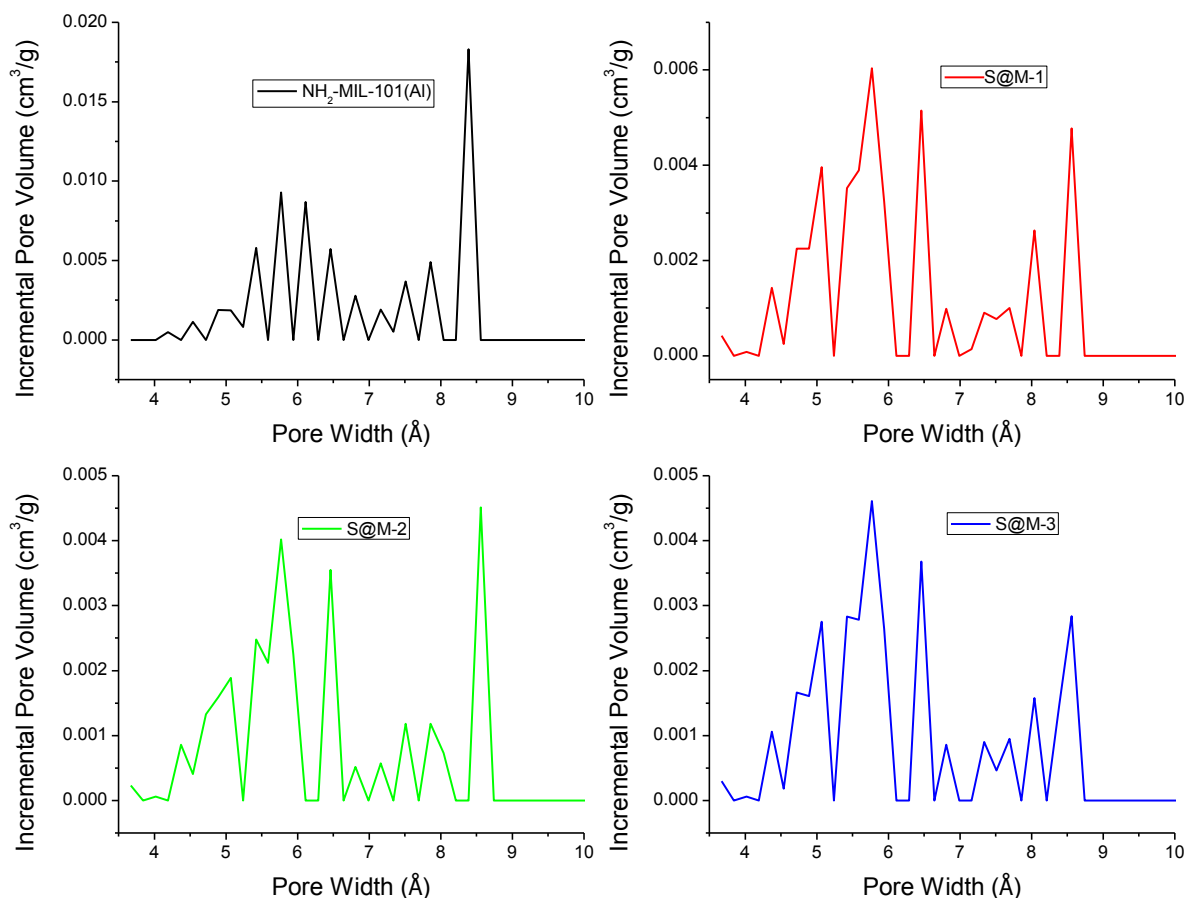 0.020
0.015
0.010
0.005
0.000
Incremental Pore Volume (cm³/g)
NH₂-MIL-101(Al)
4 5 6 7 8 9 10
Pore Width (Å)
0.006
0.004
0.002
0.000
Incremental Pore Volume (cm³/g)
S@M-1
4 5 6 7 8 9 10
Pore Width (Å)
0.005
0.004
0.003
0.002
0.001
0.000
Incremental Pore Volume (cm³/g)
S@M-2
4 5 6 7 8 9 10
Pore Width (Å)
0.005
0.004
0.003
0.002
0.001
0.000
Incremental Pore Volume (cm³/g)
S@M-3
4 5 6 7 8 9 10
Pore Width (Å)